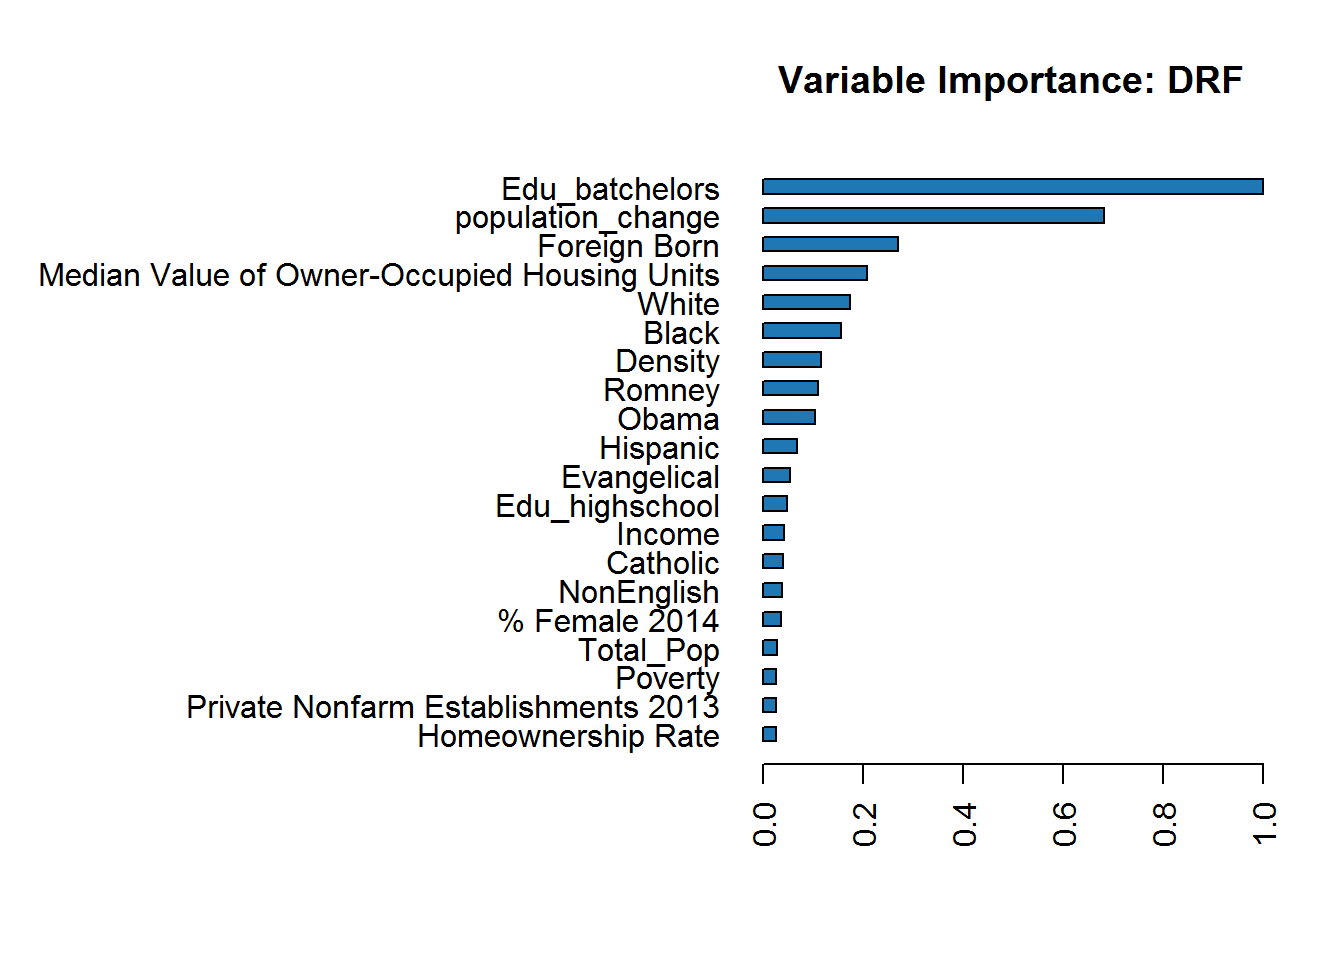 Variable Importance: DRF
Edu_batchelors
population_change
Foreign Born
Median Value of Owner-Occupied Housing Units
White
Black
Density
Romney
Obama
Hispanic
Evangelical
Edu_highschool
Income
Catholic
NonEnglish
% Female 2014
Total_Pop
Poverty
Private Nonfarm Establishments 2013
Homeownership Rate
0.0
0.2
0.4
0.6
0.8
1.0